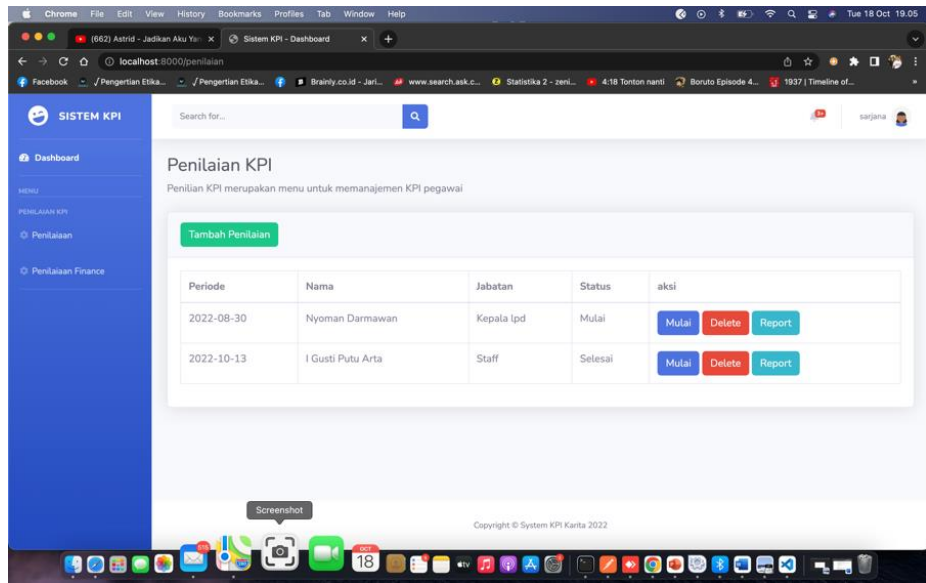 Chrome File Edit View History Bookmarks Profiles Tab Window Help Tue 18 Oct 19.05
(662) Astrid - Jadikan Aku Yan
Sistem KPI - Dashboard
localhost:8000/penilaian
Facebook √Pengertian Etika... √Pengertian Etika... Brainly.co.id - Jari... www.search.ask.c... Statistika 2 - zeni... 4:18 Tonton nanti Boruto Episode 4... 1937 | Timeline of...
SISTEM KPI
Search for...
sarjana
Dashboard
MENU
PENILAIAN KPI
Penilaiaan
Penilaiaan Finance
Penilaian KPI
Penilian KPI merupakan menu untuk memanajemen KPI pegawai
Tambah Penilaian
Periode Nama Jabatan Status aksi
2022-08-30 Nyoman Darmawan Kepala lpd Mulai Mulai Delete Report
2022-10-13 I Gusti Putu Arta Staff Selesai Mulai Delete Report
Screenshot
Copyright © System KPI Karita 2022
OCT
18
tv